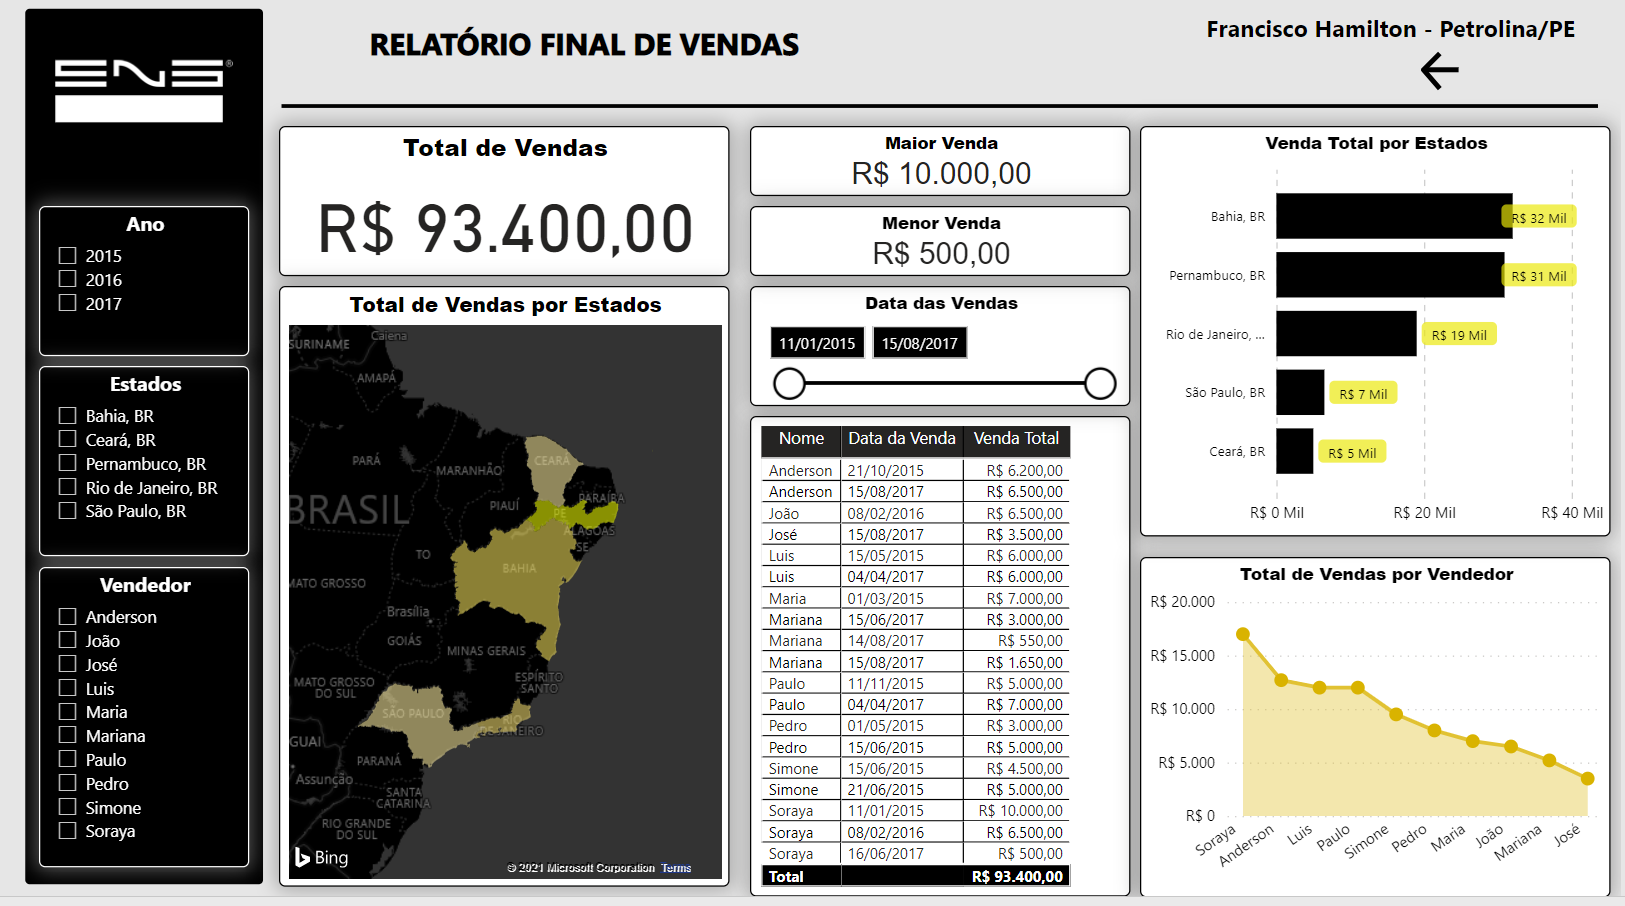 ENS®
RELATÓRIO FINAL DE VENDAS
Francisco Hamilton - Petrolina/PE
Ano
2015
2016
2017
Estados
Bahia, BR
Ceará, BR
Pernambuco, BR
Rio de Janeiro, BR
São Paulo, BR
Vendedor
Anderson
João
José
Luis
Maria
Mariana
Paulo
Pedro
Simone
Soraya
Total de Vendas
R$ 93.400,00
Total de Vendas por Estados
Caiena
SURINAME
AMAPÁ
PARÁ
MARANHÃO
CEARÁ
PIAUÍ
PARAÍBA
BRASIL
PE
ALAGOAS
SE
TO
BAHIA
MATO GROSSO
Brasília
GOIÁS
MINAS GERAIS
ESPÍRITO
SANTO
MATO GROSSO
DO SUL
SÃO PAULO
RIO
DE JANEIRO
GUAI
PARANÁ
Assunção
SANTA
CATARINA
RIO GRANDE
DO SUL
Bing
© 2021 Microsoft Corporation Terms
Maior Venda
R$ 10.000,00
Menor Venda
R$ 500,00
Data das Vendas
11/01/2015 15/08/2017
Nome Data da Venda Venda Total
Anderson 21/10/2015 R$ 6.200,00
Anderson 15/08/2017 R$ 6.500,00
João 08/02/2016 R$ 6.500,00
José 15/08/2017 R$ 3.500,00
Luis 15/05/2015 R$ 6.000,00
Luis 04/04/2017 R$ 6.000,00
Maria 01/03/2015 R$ 7.000,00
Mariana 15/06/2017 R$ 3.000,00
Mariana 14/08/2017 R$ 550,00
Mariana 15/08/2017 R$ 1.650,00
Paulo 11/11/2015 R$ 5.000,00
Paulo 04/04/2017 R$ 7.000,00
Pedro 01/05/2015 R$ 3.000,00
Pedro 15/06/2015 R$ 5.000,00
Simone 15/06/2015 R$ 4.500,00
Simone 21/06/2015 R$ 5.000,00
Soraya 11/01/2015 R$ 10.000,00
Soraya 08/02/2016 R$ 6.500,00
Soraya 16/06/2017 R$ 500,00
Total R$ 93.400,00
Venda Total por Estados
Bahia, BR R$ 32 Mil
Pernambuco, BR R$ 31 Mil
Rio de Janeiro, ... R$ 19 Mil
São Paulo, BR R$ 7 Mil
Ceará, BR R$ 5 Mil
R$ 0 Mil R$ 20 Mil R$ 40 Mil
Total de Vendas por Vendedor
R$ 20.000
R$ 15.000
R$ 10.000
R$ 5.000
R$ 0
Soraya Anderson Luis Paulo Simone Pedro Maria João Mariana José